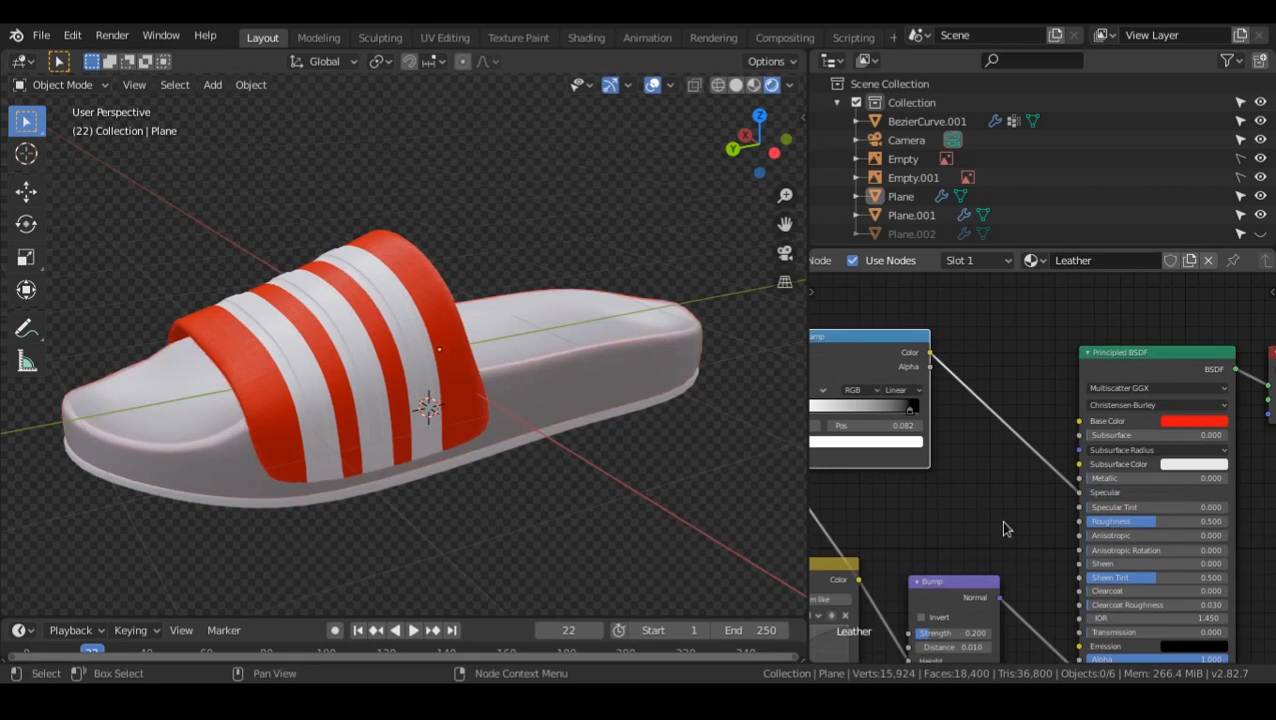 File Edit Render Window Help Layout Modeling Sculpting UV Editing Texture Paint Shading Animation Rendering Compositing Scripting + Scene View Layer
Global Options
Object Mode View Select Add Object
User Perspective
(22) Collection | Plane
Z
X
Y
Scene Collection
Collection
BezierCurve.001
Camera
Empty
Empty.001
Plane
Plane.001
Plane.002
Node Use Nodes Slot 1 Leather
Color
Alpha
RGB Linear
Pos 0.082
Principled BSDF
BSDF
Multiscatter GGX
Christensen-Burley
Base Color
Subsurface 0.000
Subsurface Radius
Subsurface Color
Metallic 0.000
Specular
Specular Tint 0.000
Roughness 0.500
Anisotropic 0.000
Anisotropic Rotation 0.000
Sheen 0.000
Sheen Tint 0.500
Clearcoat 0.000
Clearcoat Roughness 0.030
IOR 1.450
Transmission 0.000
Emission
Alpha 1.000
Color
Leather
Bump
Normal
Invert
Strength 0.200
Distance 0.010
Height
Playback Keying View Marker 22 Start 1 End 250
Select Box Select Pan View Node Context Menu Collection | Plane | Verts:15,924 | Faces:18,400 | Tris:36,800 | Objects:0/6 | Mem: 266.4 MiB | v2.82.7